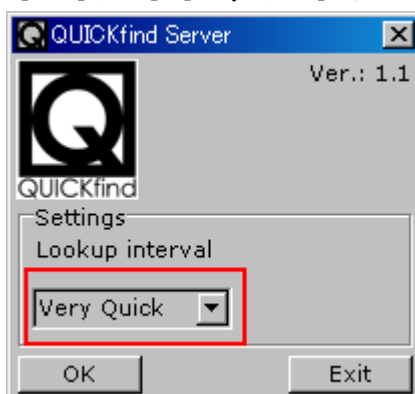 QUICKfind Server
Ver.: 1.1
QUICKfind
Settings
Lookup interval
Very Quick
OK
Exit